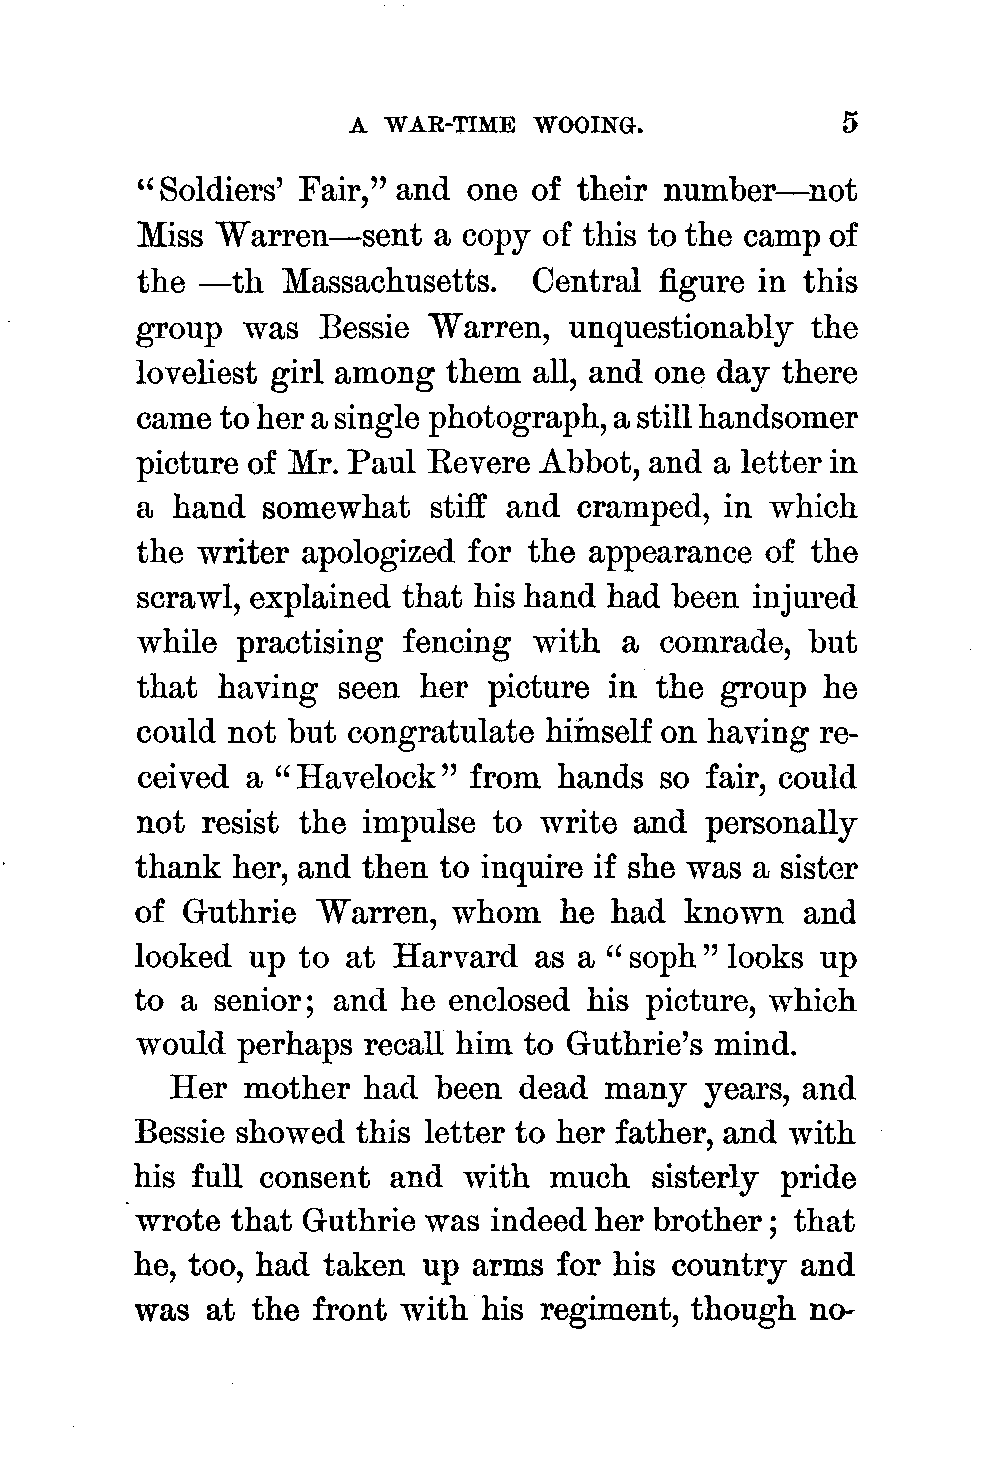 A WAR-TIME WOOING. 5
"Soldiers' Fair," and one of their number—not
Miss Warren—sent a copy of this to the camp of
the —th Massachusetts. Central figure in this
group was Bessie Warren, unquestionably the
loveliest girl among them all, and one day there
came to her a single photograph, a still handsomer
picture of Mr. Paul Revere Abbot, and a letter in
a hand somewhat stiff and cramped, in which
the writer apologized for the appearance of the
scrawl, explained that his hand had been injured
while practising fencing with a comrade, but
that having seen her picture in the group he
could not but congratulate himself on having re-
ceived a "Havelock" from hands so fair, could
not resist the impulse to write and personally
thank her, and then to inquire if she was a sister
of Guthrie Warren, whom he had known and
looked up to at Harvard as a "soph" looks up
to a senior; and he enclosed his picture, which
would perhaps recall him to Guthrie's mind.
Her mother had been dead many years, and
Bessie showed this letter to her father, and with
his full consent and with much sisterly pride
wrote that Guthrie was indeed her brother; that
he, too, had taken up arms for his country and
was at the front with his regiment, though no-